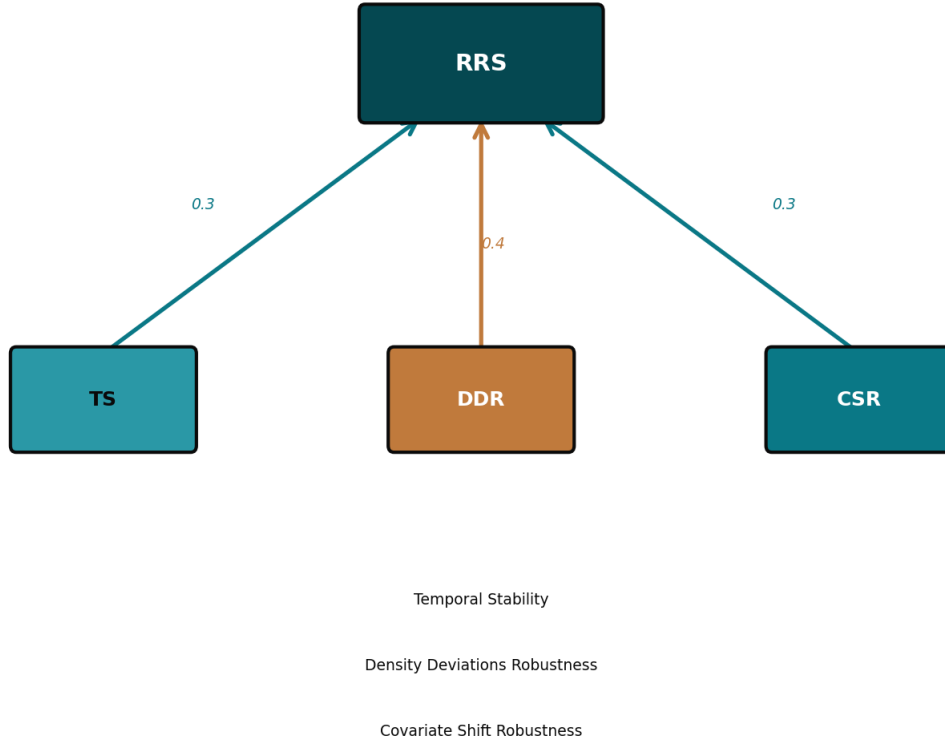 RRS
0.3
0.3
0.4
TS
DDR
CSR
Temporal Stability
Density Deviations Robustness
Covariate Shift Robustness